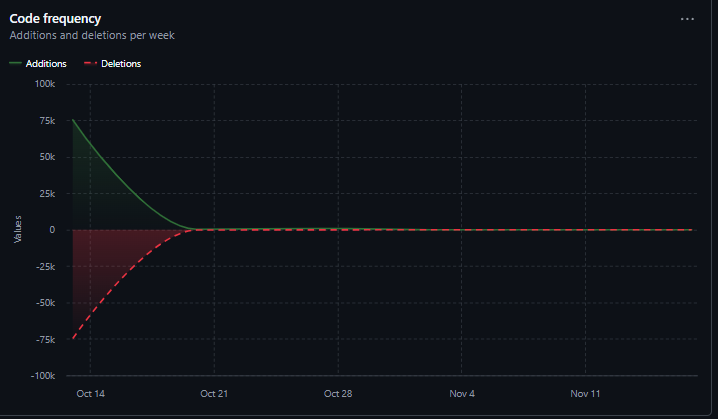 Code frequency
Additions and deletions per week
Additions
Deletions
100k
75k
50k
25k
0
-25k
-50k
-75k
-100k
Values
Oct 14
Oct 21
Oct 28
Nov 4
Nov 11